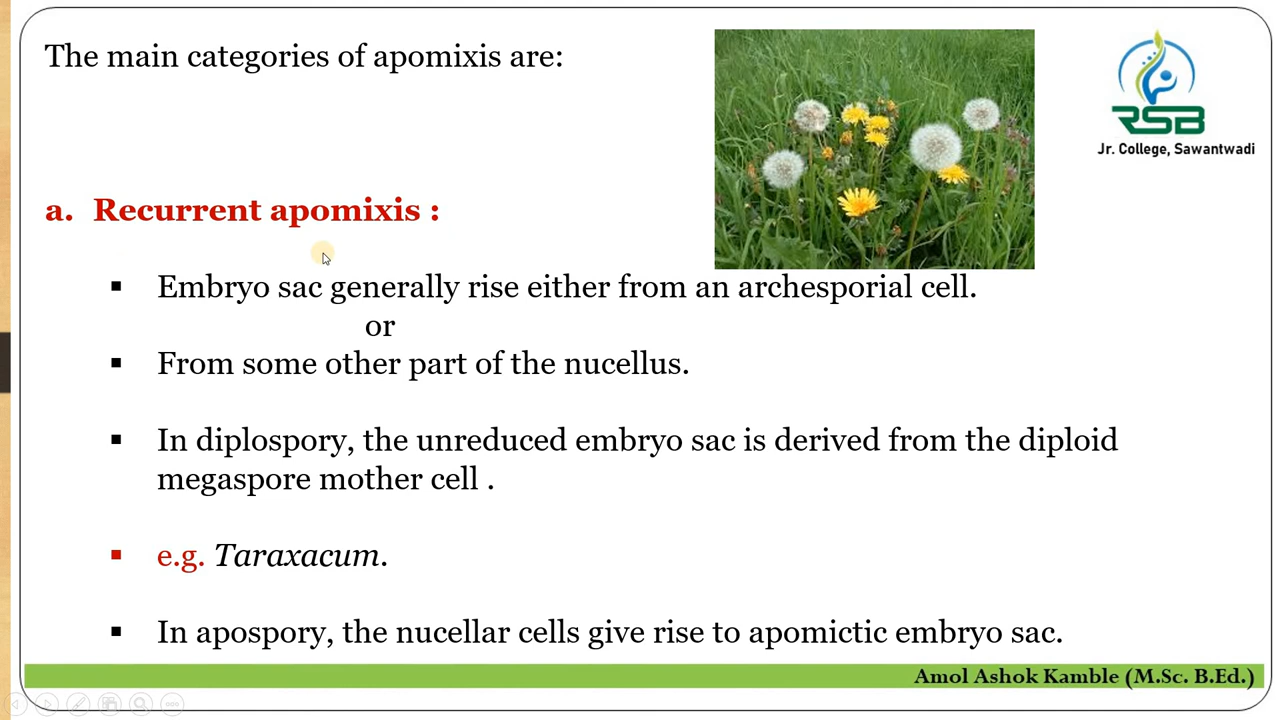 The main categories of apomixis are:
RSB
Jr. College, Sawantwadi
a. Recurrent apomixis :
▪ Embryo sac generally rise either from an archesporial cell.
or
▪ From some other part of the nucellus.
▪ In diplospory, the unreduced embryo sac is derived from the diploid
megaspore mother cell .
▪ e.g. Taraxacum.
▪ In apospory, the nucellar cells give rise to apomictic embryo sac.
Amol Ashok Kamble (M.Sc. B.Ed.)